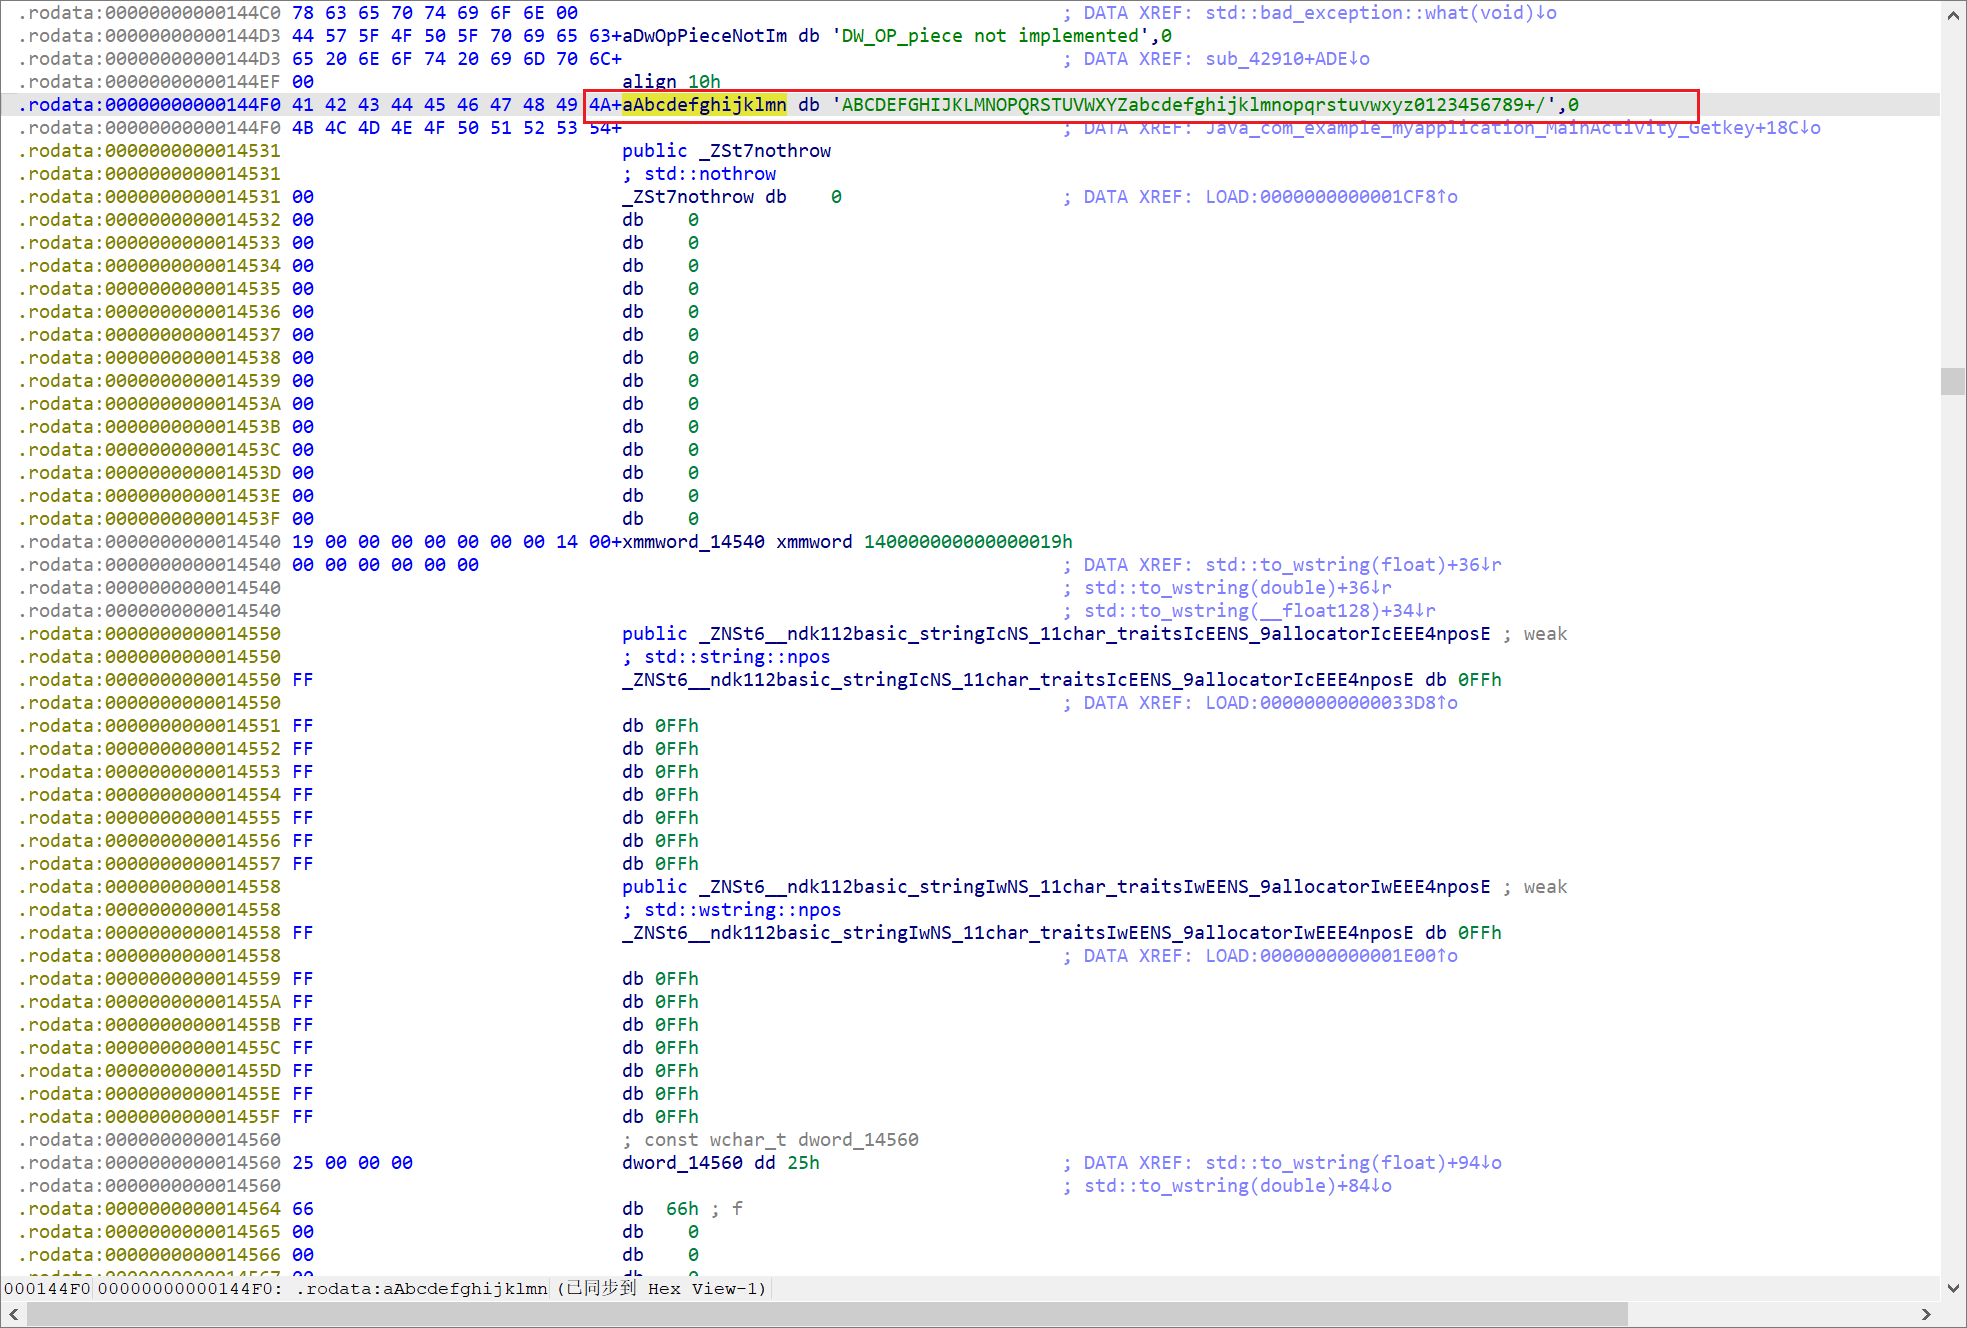 .rodata:00000000000144C0 78 63 65 70 74 69 6F 6E 00 ; DATA XREF: std::bad_exception::what(void)↓o
.rodata:00000000000144D3 44 57 5F 4F 50 5F 70 69 65 63+aDwOpPieceNotIm db 'DW_OP_piece not implemented',0
.rodata:00000000000144D3 65 20 6E 6F 74 20 69 6D 70 6C+ ; DATA XREF: sub_42910+ADE↓o
.rodata:00000000000144EF 00 align 10h
.rodata:00000000000144F0 41 42 43 44 45 46 47 48 49 4A+aAbcdefghijklmn db 'ABCDEFGHIJKLMNOPQRSTUVWXYZabcdefghijklmnopqrstuvwxyz0123456789+/',0
.rodata:00000000000144F0 4B 4C 4D 4E 4F 50 51 52 53 54+ ; DATA XREF: Java_com_example_myapplication_MainActivity_Getkey+18C↓o
.rodata:0000000000014531 public _ZSt7nothrow
.rodata:0000000000014531 ; std::nothrow
.rodata:0000000000014531 00 _ZSt7nothrow db 0 ; DATA XREF: LOAD:0000000000001CF8↑o
.rodata:0000000000014532 00 db 0
.rodata:0000000000014533 00 db 0
.rodata:0000000000014534 00 db 0
.rodata:0000000000014535 00 db 0
.rodata:0000000000014536 00 db 0
.rodata:0000000000014537 00 db 0
.rodata:0000000000014538 00 db 0
.rodata:0000000000014539 00 db 0
.rodata:000000000001453A 00 db 0
.rodata:000000000001453B 00 db 0
.rodata:000000000001453C 00 db 0
.rodata:000000000001453D 00 db 0
.rodata:000000000001453E 00 db 0
.rodata:000000000001453F 00 db 0
.rodata:0000000000014540 19 00 00 00 00 00 00 00 14 00+xmmword_14540 xmmword 140000000000000019h
.rodata:0000000000014540 00 00 00 00 00 00 ; DATA XREF: std::to_wstring(float)+36↓r
.rodata:0000000000014540 ; std::to_wstring(double)+36↓r
.rodata:0000000000014540 ; std::to_wstring(__float128)+34↓r
.rodata:0000000000014550 public _ZNSt6__ndk112basic_stringIcNS_11char_traitsIcEENS_9allocatorIcEEE4nposE ; weak
.rodata:0000000000014550 ; std::string::npos
.rodata:0000000000014550 FF _ZNSt6__ndk112basic_stringIcNS_11char_traitsIcEENS_9allocatorIcEEE4nposE db 0FFh
.rodata:0000000000014550 ; DATA XREF: LOAD:00000000000033D8↑o
.rodata:0000000000014551 FF db 0FFh
.rodata:0000000000014552 FF db 0FFh
.rodata:0000000000014553 FF db 0FFh
.rodata:0000000000014554 FF db 0FFh
.rodata:0000000000014555 FF db 0FFh
.rodata:0000000000014556 FF db 0FFh
.rodata:0000000000014557 FF db 0FFh
.rodata:0000000000014558 public _ZNSt6__ndk112basic_stringIwNS_11char_traitsIwEENS_9allocatorIwEEE4nposE ; weak
.rodata:0000000000014558 ; std::wstring::npos
.rodata:0000000000014558 FF _ZNSt6__ndk112basic_stringIwNS_11char_traitsIwEENS_9allocatorIwEEE4nposE db 0FFh
.rodata:0000000000014558 ; DATA XREF: LOAD:0000000000001E00↑o
.rodata:0000000000014559 FF db 0FFh
.rodata:000000000001455A FF db 0FFh
.rodata:000000000001455B FF db 0FFh
.rodata:000000000001455C FF db 0FFh
.rodata:000000000001455D FF db 0FFh
.rodata:000000000001455E FF db 0FFh
.rodata:000000000001455F FF db 0FFh
.rodata:0000000000014560 ; const wchar_t dword_14560
.rodata:0000000000014560 25 00 00 00 dword_14560 dd 25h ; DATA XREF: std::to_wstring(float)+94↓o
.rodata:0000000000014560 ; std::to_wstring(double)+84↓o
.rodata:0000000000014564 66 db 66h ; f
.rodata:0000000000014565 00 db 0
.rodata:0000000000014566 00 db 0
000144F0 00000000000144F0: .rodata:aAbcdefghijklmn (已同步到 Hex View-1)